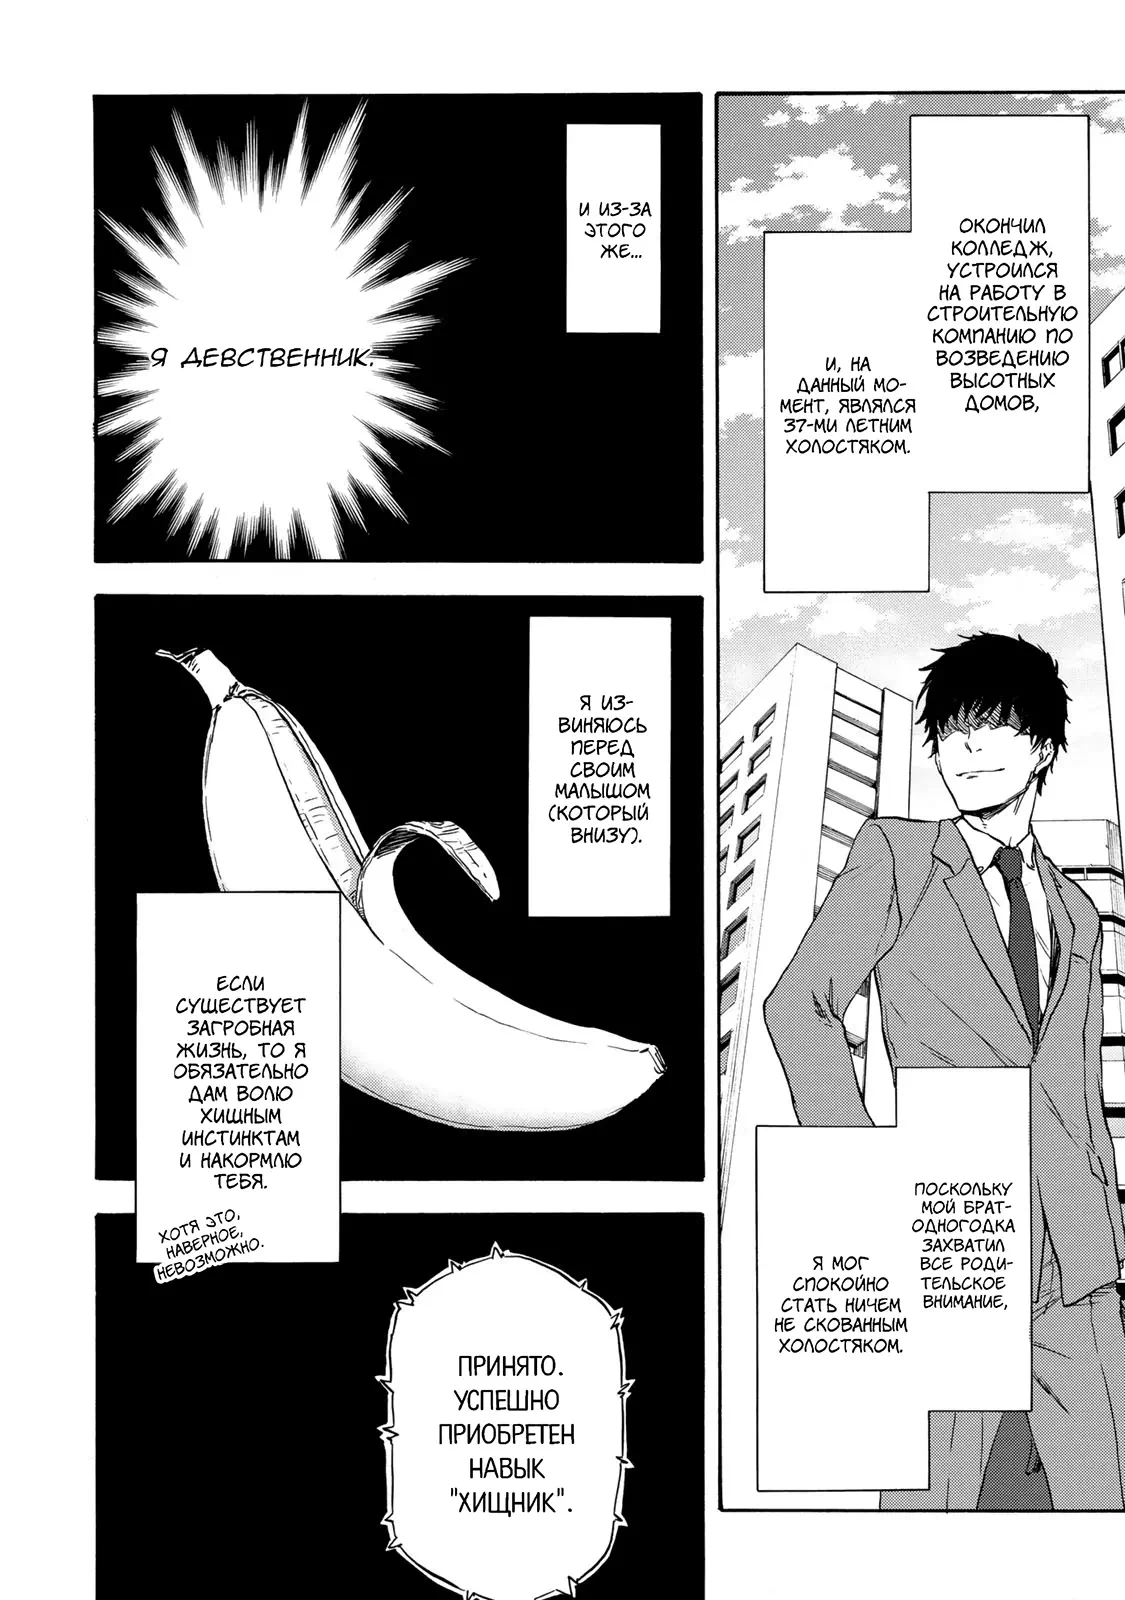 ОКОНЧИЛ
КОЛЛЕДЖ,
УСТРОИЛСЯ
НА РАБОТУ В
СТРОИТЕЛЬНУЮ
КОМПАНИЮ ПО
ВОЗВЕДЕНИЮ
ВЫСОТНЫХ
ДОМОВ,
И, НА
ДАННЫЙ МО-
МЕНТ, ЯВЛЯЛСЯ
37-МИ ЛЕТНИМ
ХОЛОСТЯКОМ.
ПОСКОЛЬКУ
МОЙ БРАТ-
ОДНОГОДКА
ЗАХВАТИЛ
ВСЕ РОДИ-
ТЕЛЬСКОЕ
ВНИМАНИЕ,
Я МОГ
СПОКОЙНО
СТАТЬ НИЧЕМ
НЕ СКОВАННЫМ
ХОЛОСТЯКОМ.
И ИЗ-ЗА
ЭТОГО
ЖЕ...
Я ДЕВСТВЕННИК.
Я ИЗ-
ВИНЯЮСЬ
ПЕРЕД
СВОИМ
МАЛЫШОМ
(КОТОРЫЙ
ВНИЗУ).
ЕСЛИ
СУЩЕСТВУЕТ
ЗАГРОБНАЯ
ЖИЗНЬ, ТО Я
ОБЯЗАТЕЛЬНО
ДАМ ВОЛЮ
ХИЩНЫМ
ИНСТИНКТАМ
И НАКОРМЛЮ
ТЕБЯ.
ХОТЯ ЭТО,
НАВЕРНОЕ,
НЕВОЗМОЖНО.
ПРИНЯТО.
УСПЕШНО
ПРИОБРЕТЕН
НАВЫК
"ХИЩНИК".